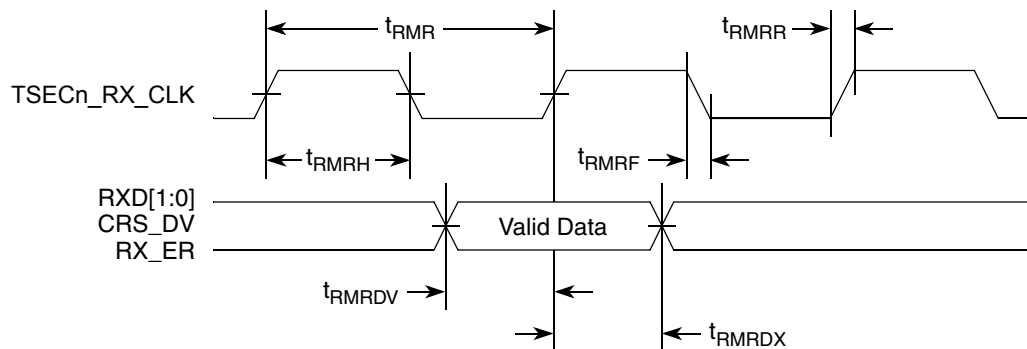 tRMR
tRMRR
TSECn_RX_CLK
tRMRH
tRMRF
RXD[1:0]
CRS_DV
Valid Data
RX_ER
tRMRDV
tRMRDX